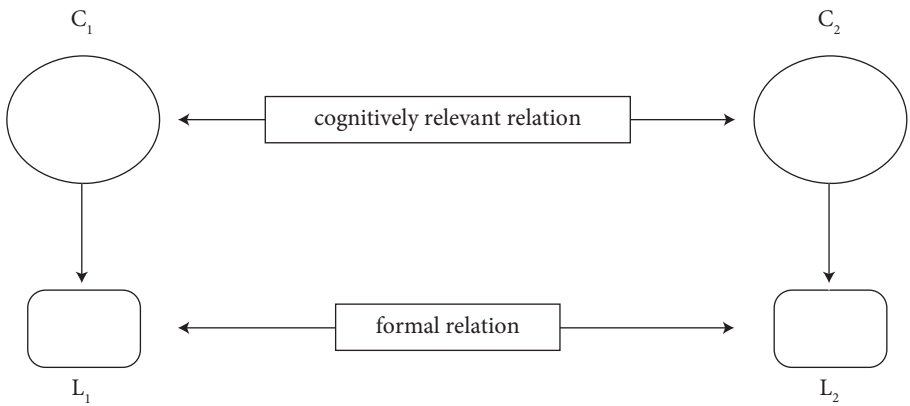 C₁ C₂
cognitively relevant relation
formal relation
L₁ L₂